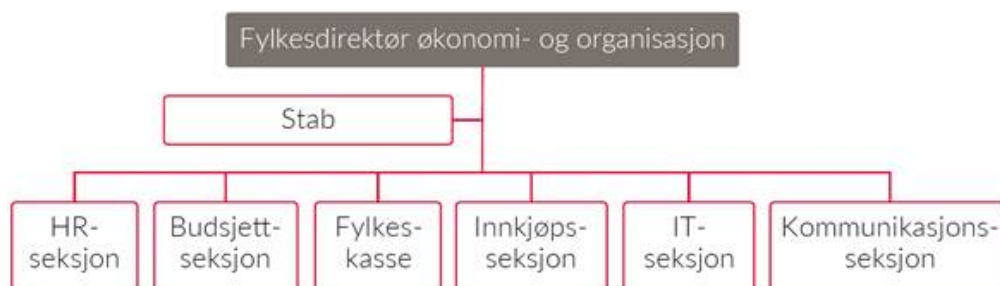 Fylkesdirektør økonomi- og organisasjon
Stab
HR-
seksjon
Budsjett-
seksjon
Fylkes-
kasse
Innkjøps-
seksjon
IT-
seksjon
Kommunikasjons-
seksjon